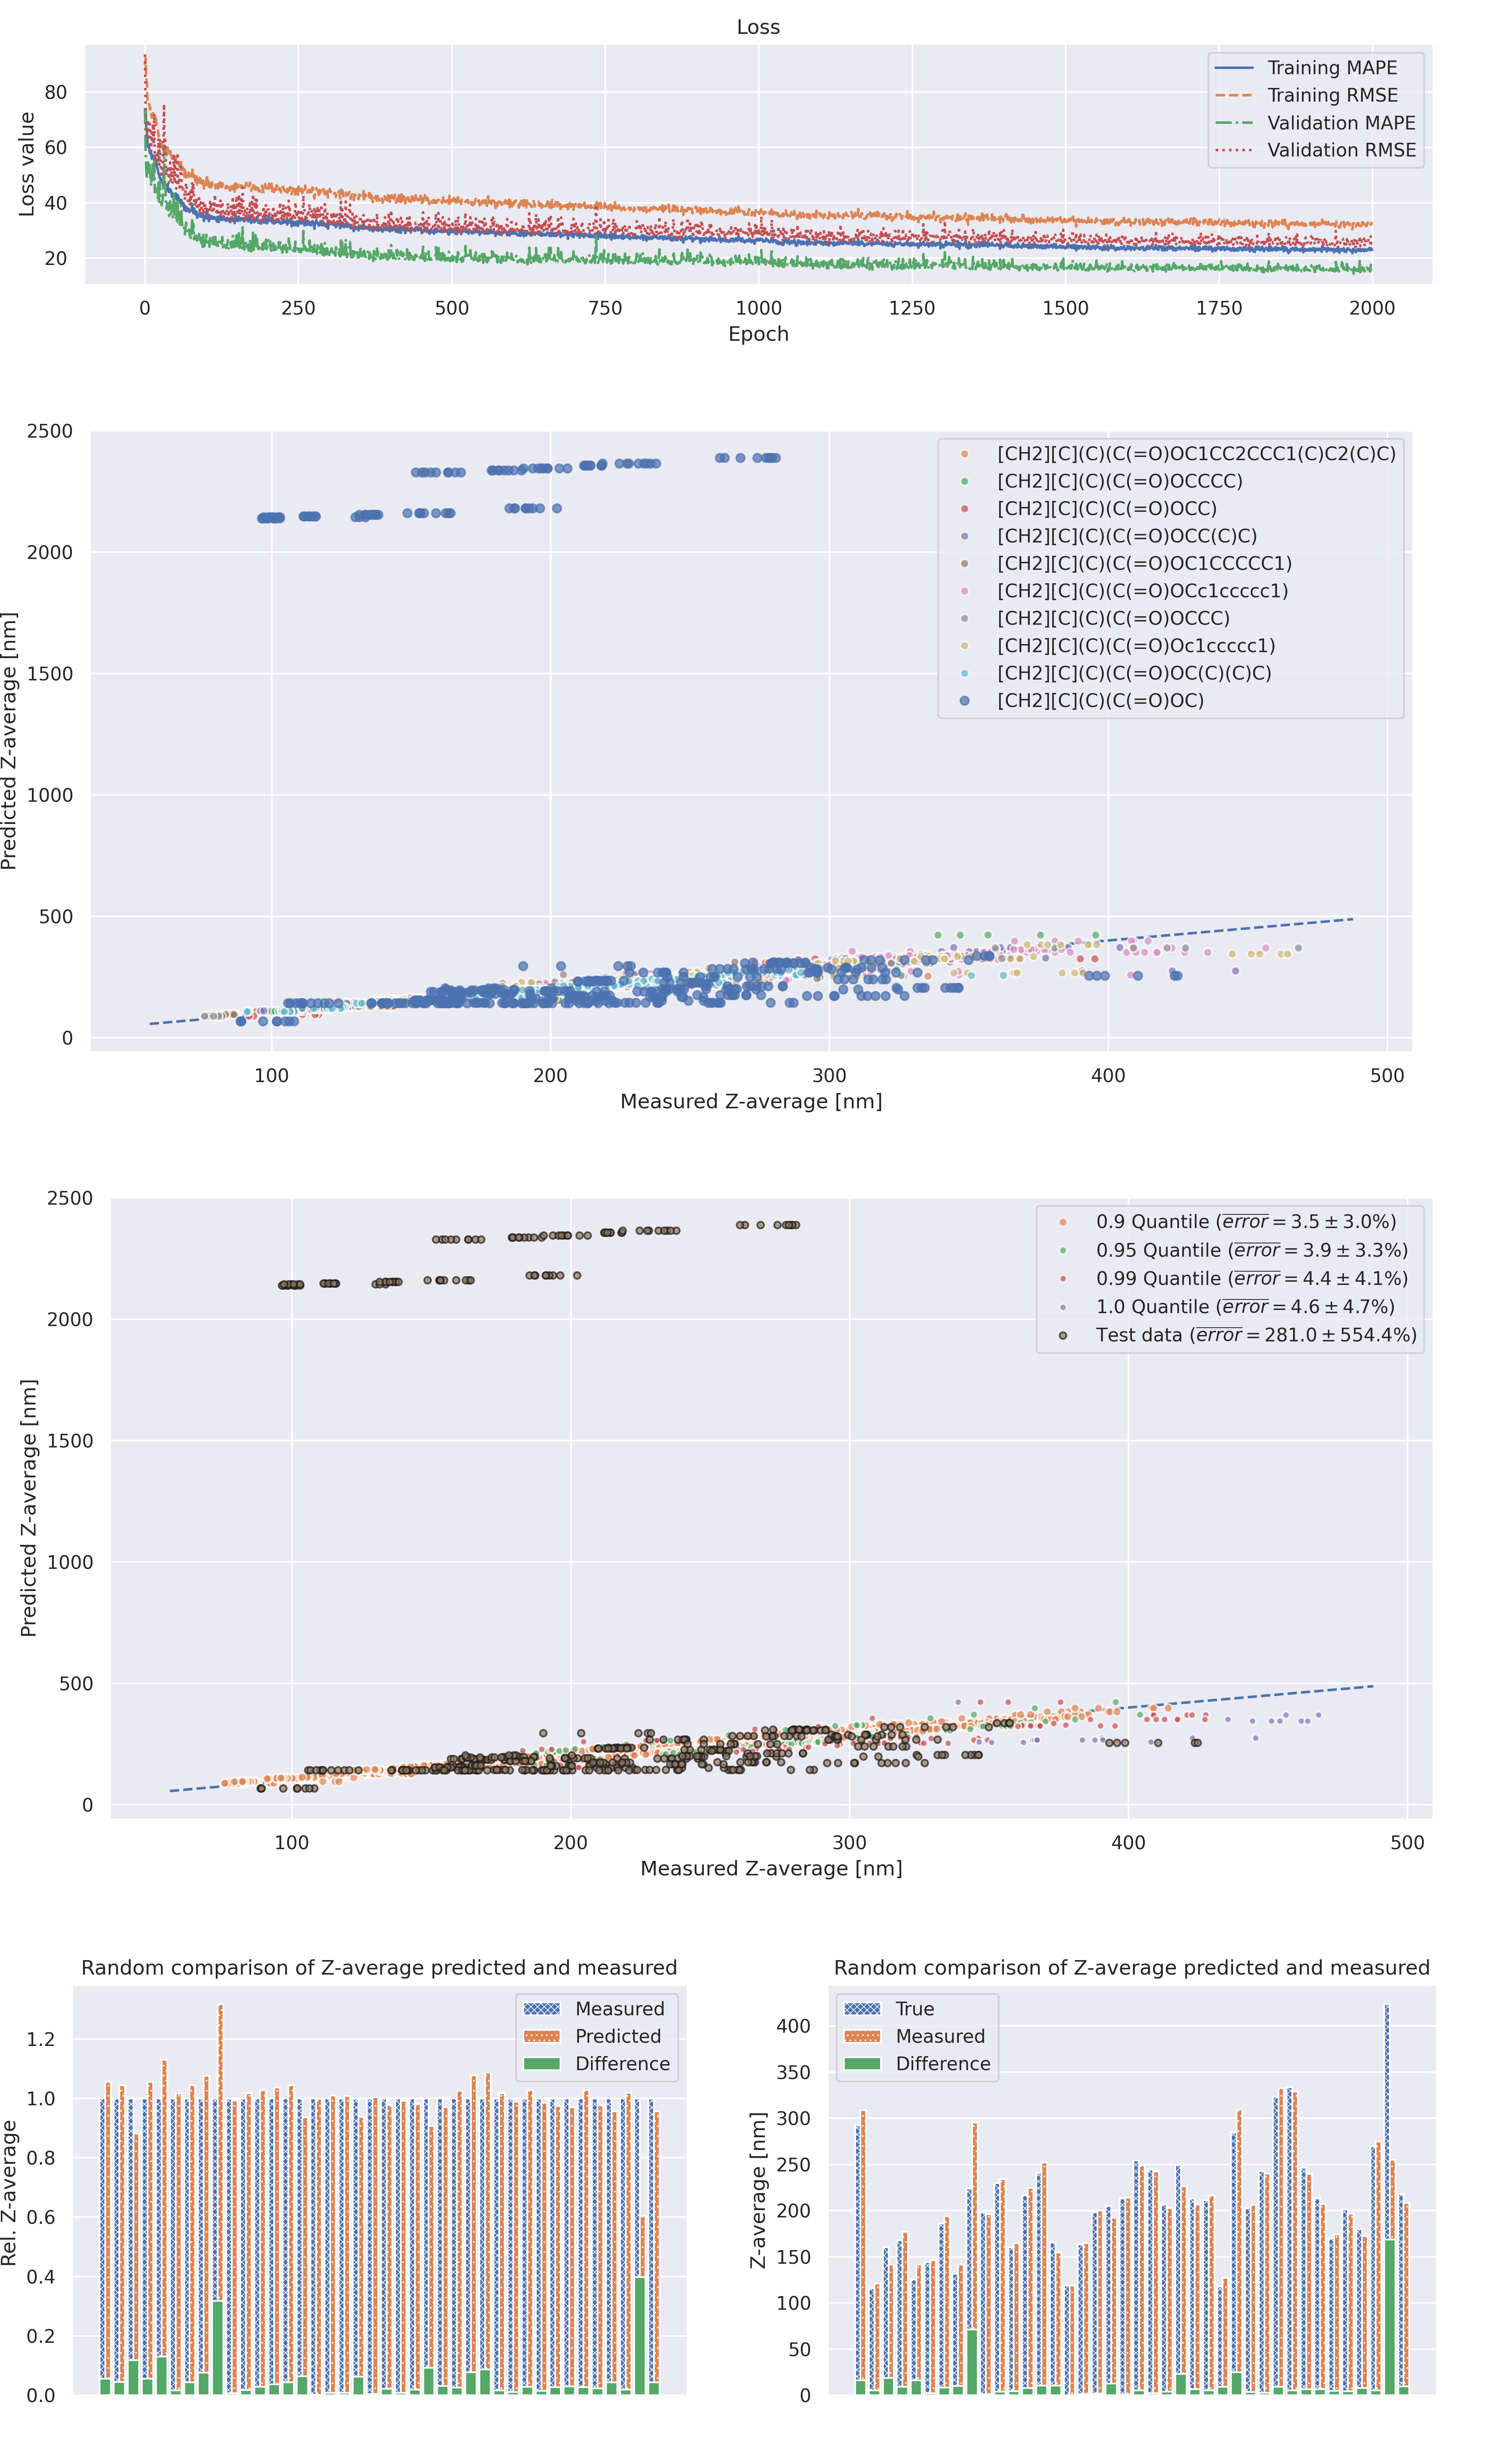 Loss
Loss value
80
60
40
20
Training MAPE
Training RMSE
Validation MAPE
Validation RMSE
0 250 500 750 1000 1250 1500 1750 2000
Epoch
Predicted Z-average [nm]
2500
2000
1500
1000
500
0
[CH2][C](C)(C(=O)OC1CC2CCC1(C)C2(C)C)
[CH2][C](C)(C(=O)OCCCC)
[CH2][C](C)(C(=O)OCC)
[CH2][C](C)(C(=O)OCC(C)C)
[CH2][C](C)(C(=O)OC1CCCCC1)
[CH2][C](C)(C(=O)OCc1ccccc1)
[CH2][C](C)(C(=O)OCCC)
[CH2][C](C)(C(=O)Oc1ccccc1)
[CH2][C](C)(C(=O)OC(C)(C)C)
[CH2][C](C)(C(=O)OC)
100 200 300 400 500
Measured Z-average [nm]
Predicted Z-average [nm]
2500
2000
1500
1000
500
0
0.9 Quantile (error = 3.5 ± 3.0%)
0.95 Quantile (error = 3.9 ± 3.3%)
0.99 Quantile (error = 4.4 ± 4.1%)
1.0 Quantile (error = 4.6 ± 4.7%)
Test data (error = 281.0 ± 554.4%)
100 200 300 400 500
Measured Z-average [nm]
Random comparison of Z-average predicted and measured
Rel. Z-average
1.2
1.0
0.8
0.6
0.4
0.2
0.0
Measured
Predicted
Difference
Random comparison of Z-average predicted and measured
Z-average [nm]
400
350
300
250
200
150
100
50
0
True
Measured
Difference